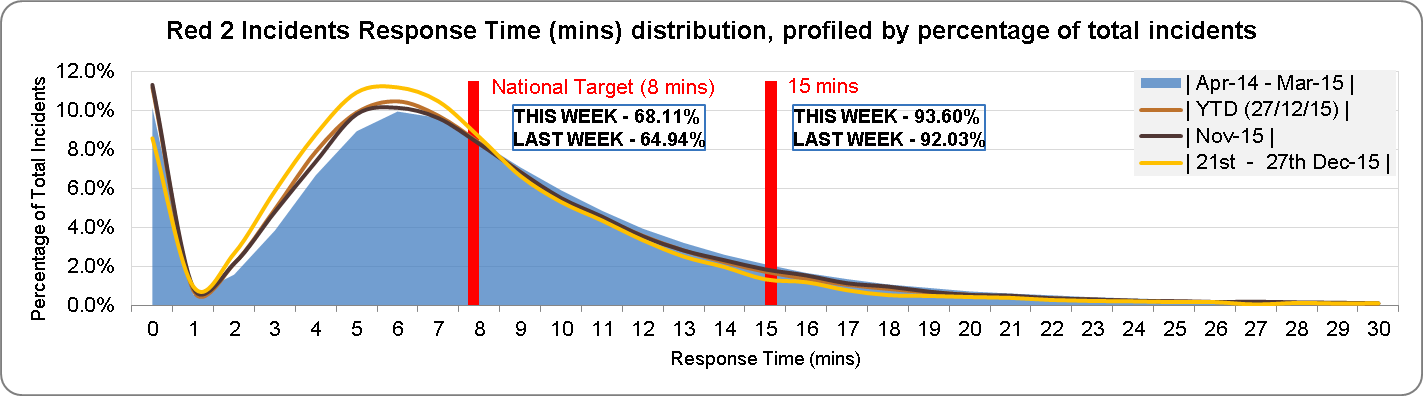 Red 2 Incidents Response Time (mins) distribution, profiled by percentage of total incidents
Percentage of Total Incidents
12.0%
10.0%
8.0%
6.0%
4.0%
2.0%
0.0%
National Target (8 mins)
THIS WEEK - 68.11%
LAST WEEK - 64.94%
15 mins
THIS WEEK - 93.60%
LAST WEEK - 92.03%
| Apr-14 - Mar-15 |
| YTD (27/12/15) |
| Nov-15 |
| 21st - 27th Dec-15 |
0 1 2 3 4 5 6 7 8 9 10 11 12 13 14 15 16 17 18 19 20 21 22 23 24 25 26 27 28 29 30
Response Time (mins)